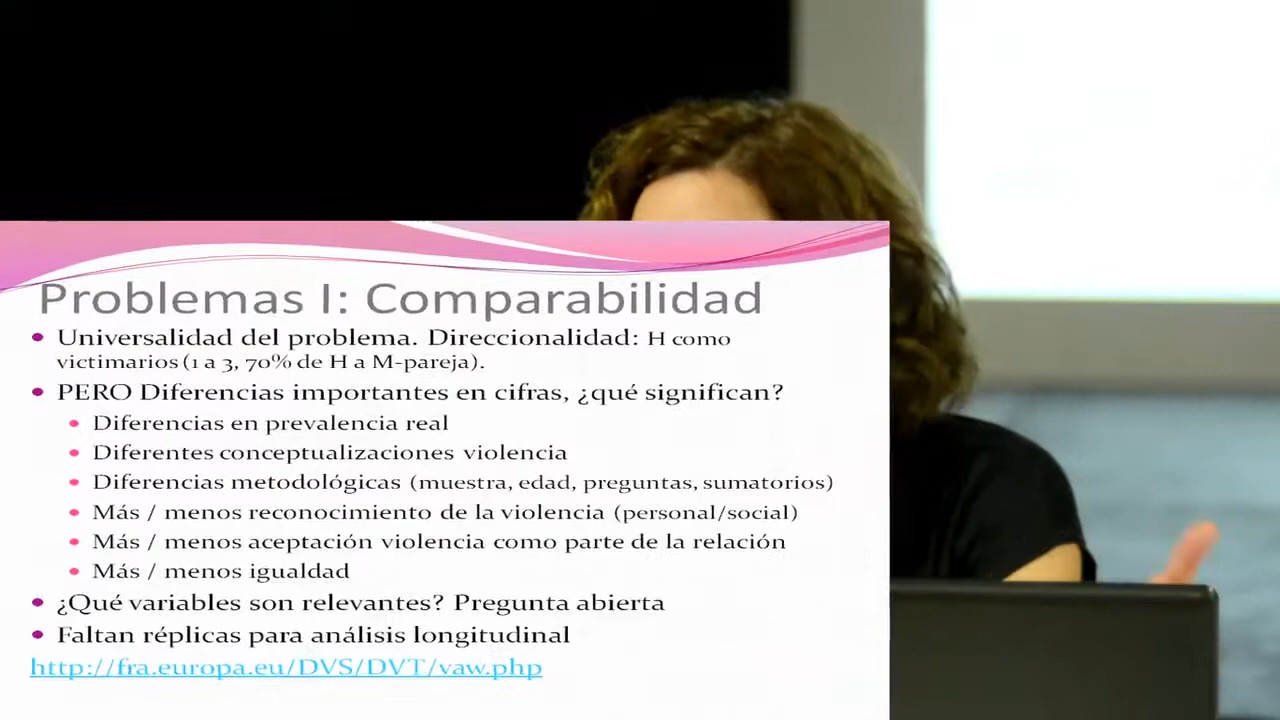 Problemas I: Comparabilidad
• Universalidad del problema. Direccionalidad: H como
victimarios (1 a 3, 70% de H a M-pareja).
• PERO Diferencias importantes en cifras, ¿qué significan?
• Diferencias en prevalencia real
• Diferentes conceptualizaciones violencia
• Diferencias metodológicas (muestra, edad, preguntas, sumatorios)
• Más / menos reconocimiento de la violencia (personal/social)
• Más / menos aceptación violencia como parte de la relación
• Más / menos igualdad
• ¿Qué variables son relevantes? Pregunta abierta
• Faltan réplicas para análisis longitudinal
http://fra.europa.eu/DVS/DVT/vaw.php